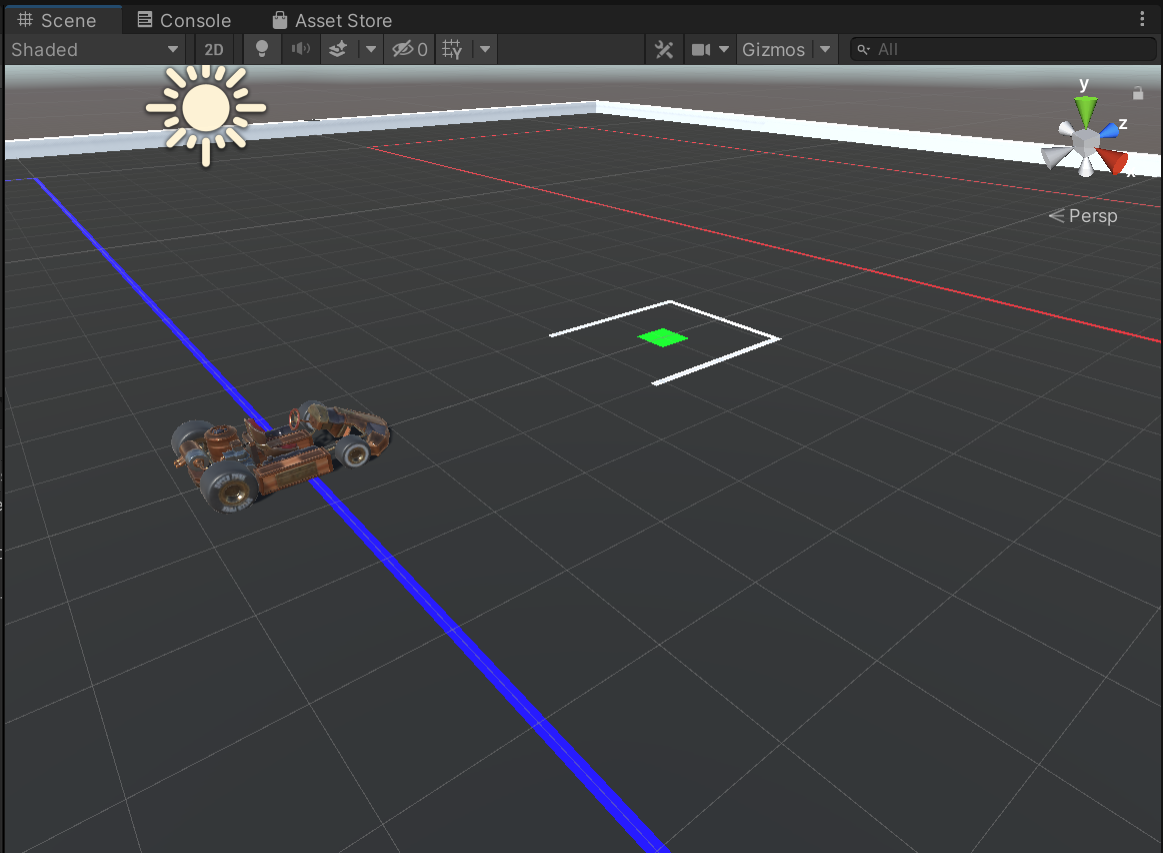 Scene Console Asset Store
Shaded 2D 0 Gizmos All
y
z
x
Persp